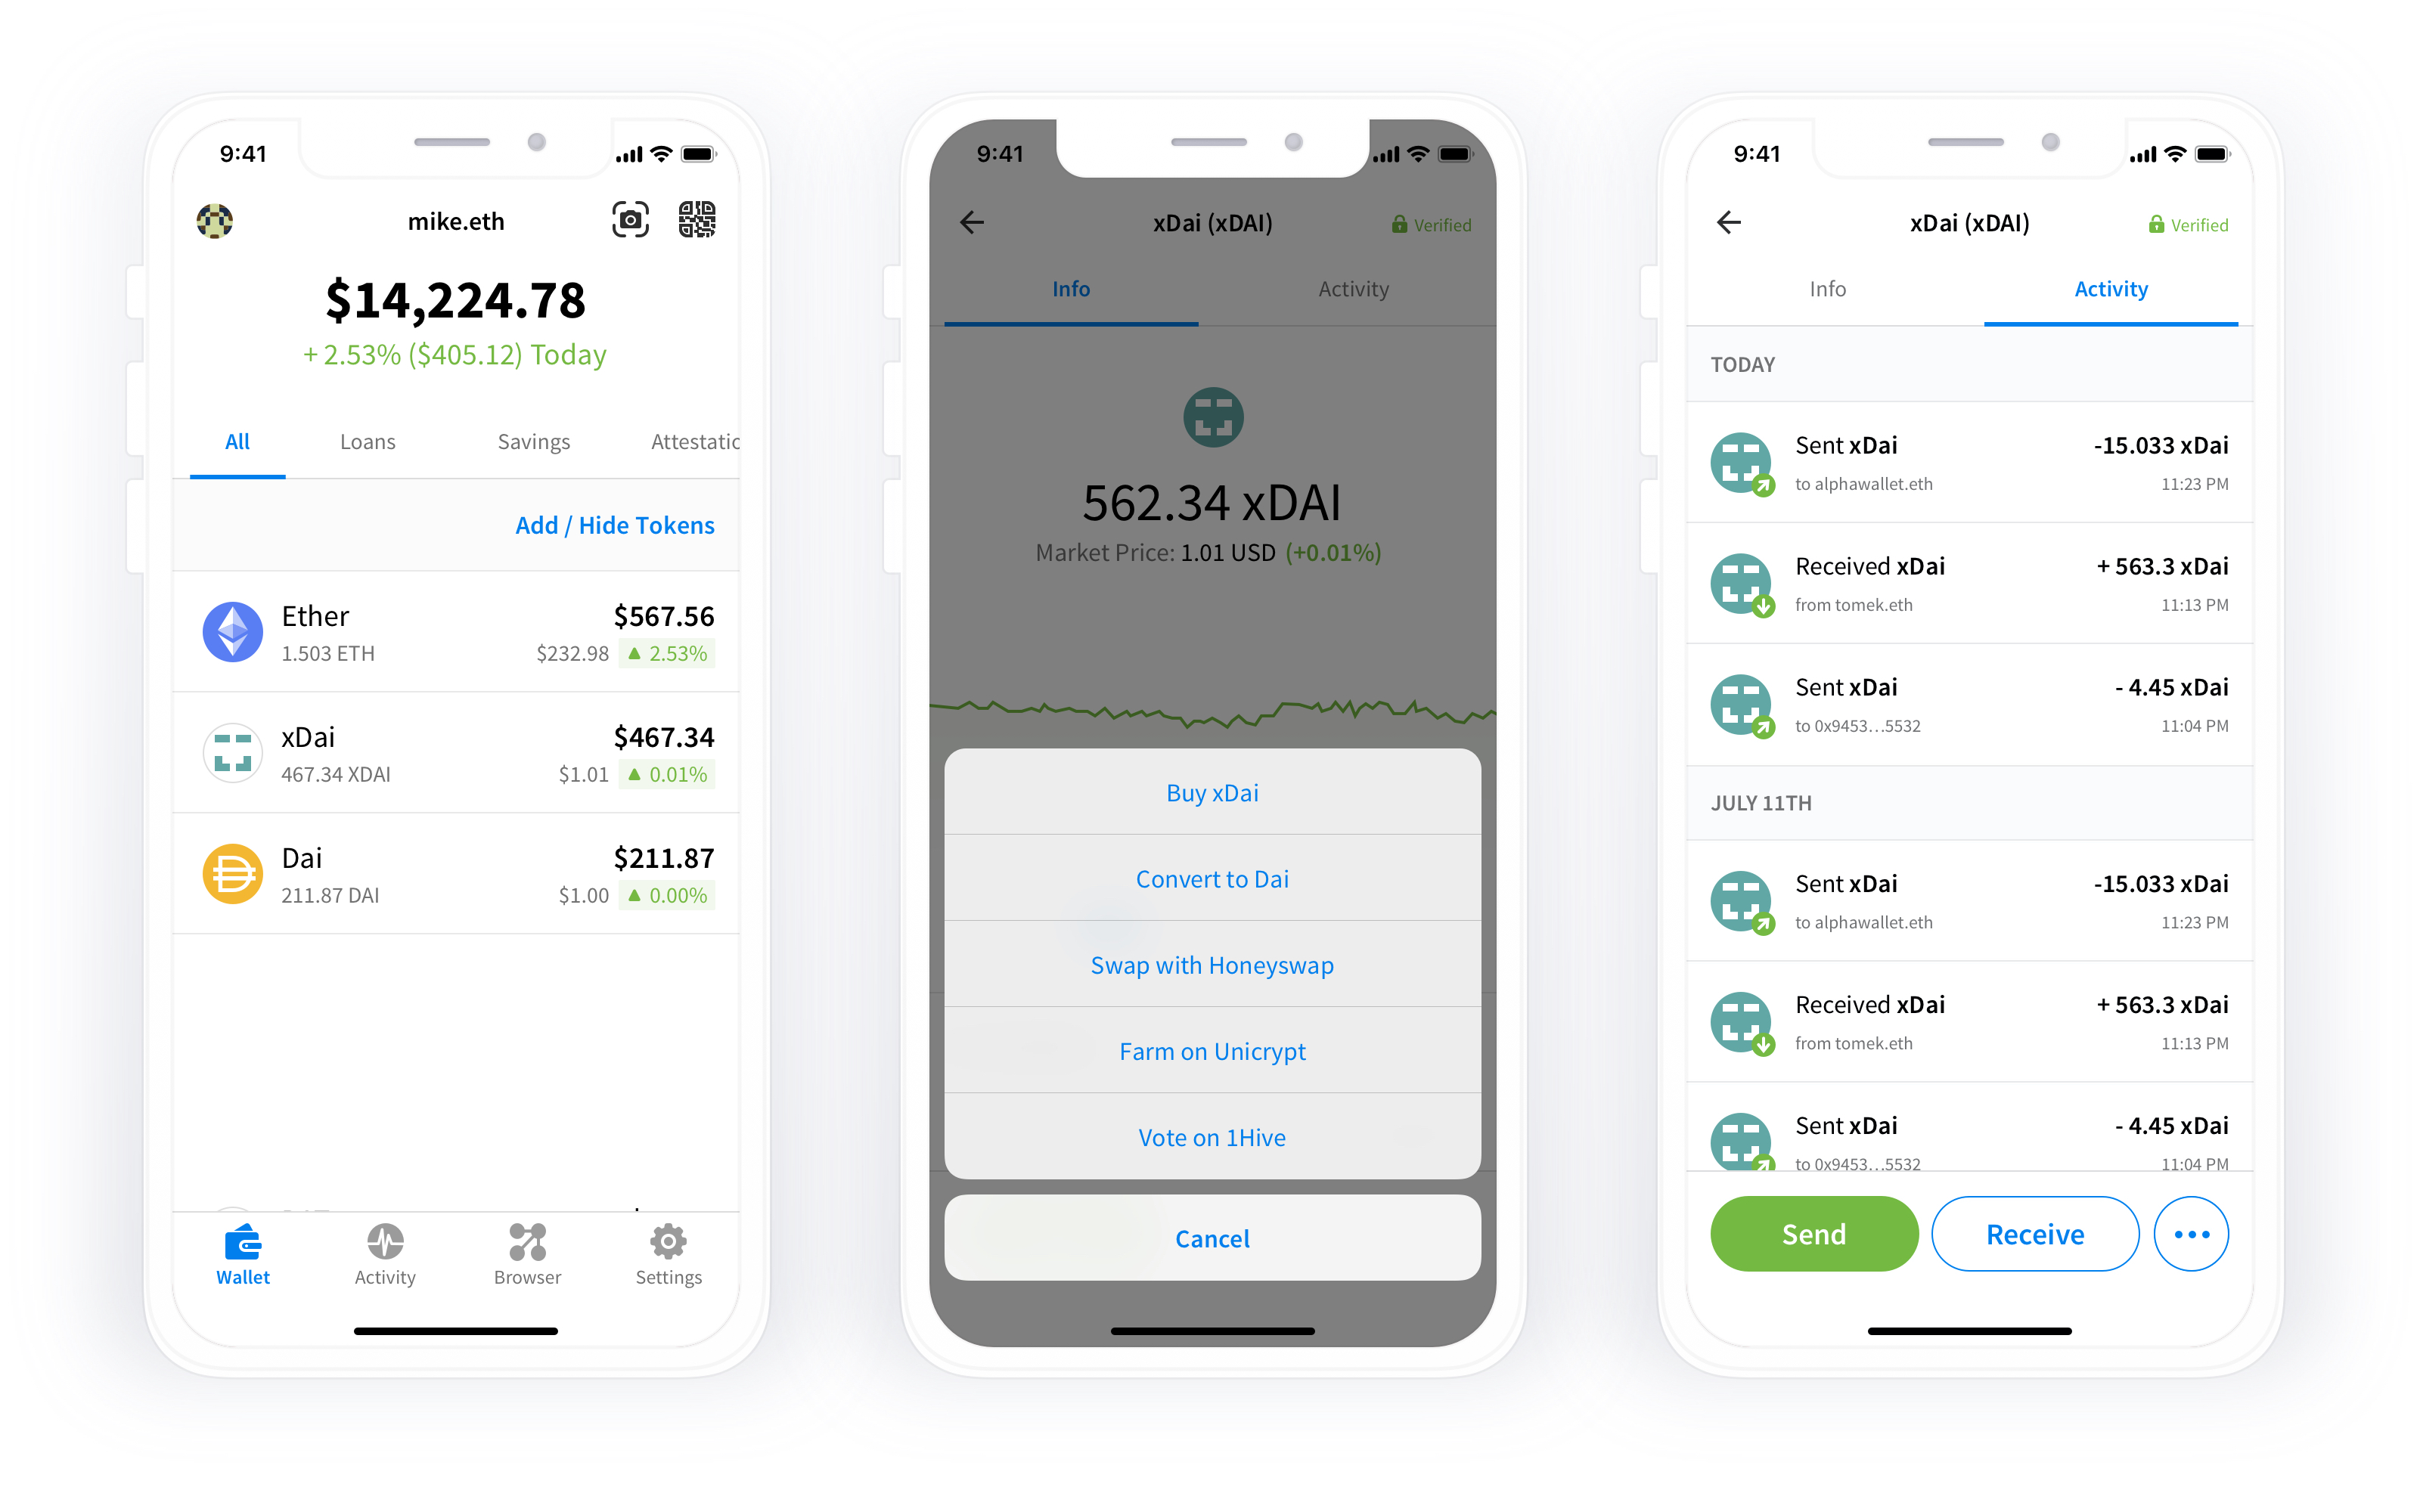 9:41
mike.eth
$14,224.78
+ 2.53% ($405.12) Today
All Loans Savings Attestatic
Add / Hide Tokens
Ether $567.56
1.503 ETH $232.98 ▲ 2.53%
xDai $467.34
467.34 XDAI $1.01 ▲ 0.01%
Dai $211.87
211.87 DAI $1.00 ▲ 0.00%
Wallet Activity Browser Settings
9:41
xDai (xDAI) Verified
Info Activity
562.34 xDAI
Market Price: 1.01 USD (+0.01%)
Buy xDai
Convert to Dai
Swap with Honeyswap
Farm on Unicrypt
Vote on 1Hive
Cancel
9:41
xDai (xDAI) Verified
Info Activity
TODAY
Sent xDai -15.033 xDai
to alphawallet.eth 11:23 PM
Received xDai + 563.3 xDai
from tomek.eth 11:13 PM
Sent xDai - 4.45 xDai
to 0x9453...5532 11:04 PM
JULY 11TH
Sent xDai -15.033 xDai
to alphawallet.eth 11:23 PM
Received xDai + 563.3 xDai
from tomek.eth 11:13 PM
Sent xDai - 4.45 xDai
to 0x9453...5532 11:04 PM
Send Receive